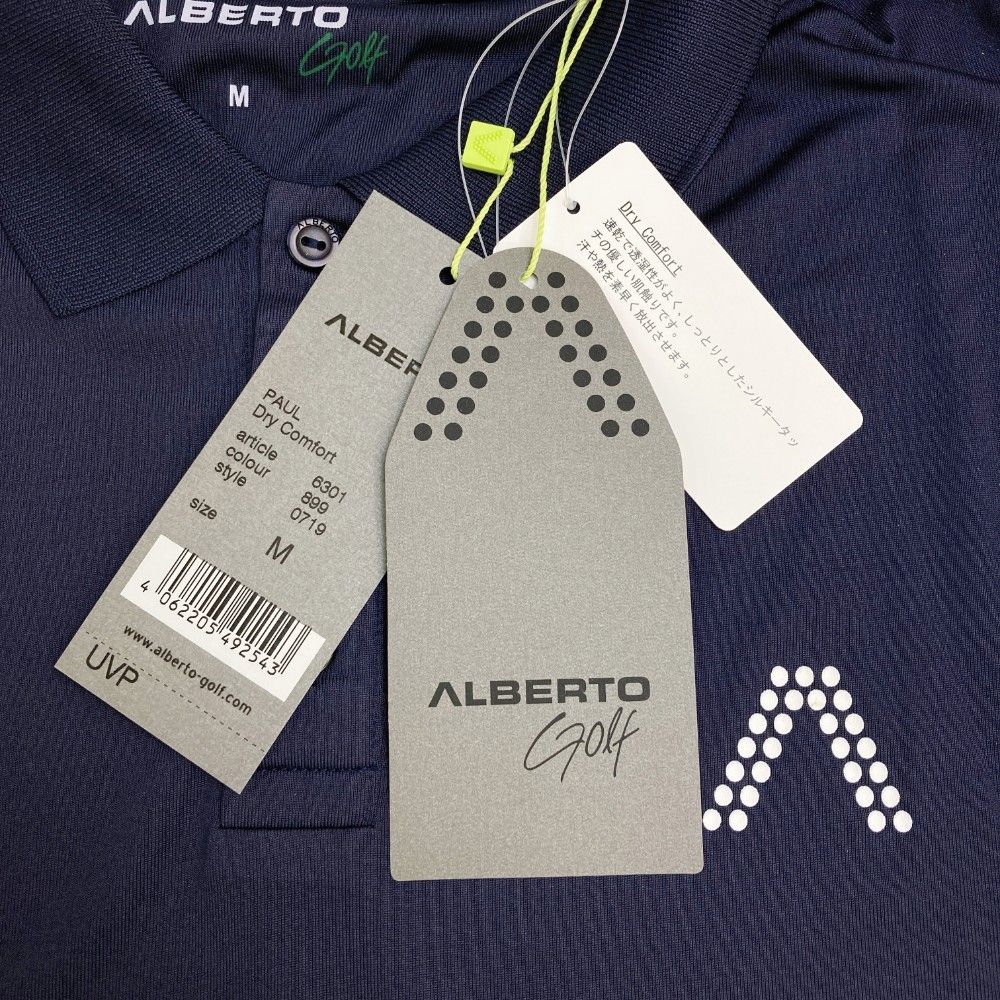 ALBERTO
Golf
M
ALBERTO
Dry Comfort
速乾で透湿性がよく、しっとりとしたシルキータッ
チの優しい肌触りです。
汗や熱を素早く放出させます。
ALBER
PAUL
Dry Comfort
article 6301
colour 899
style 0719
size M
4 062205 492543
www.alberto-golf.com
UVP
ALBERTO
Golf